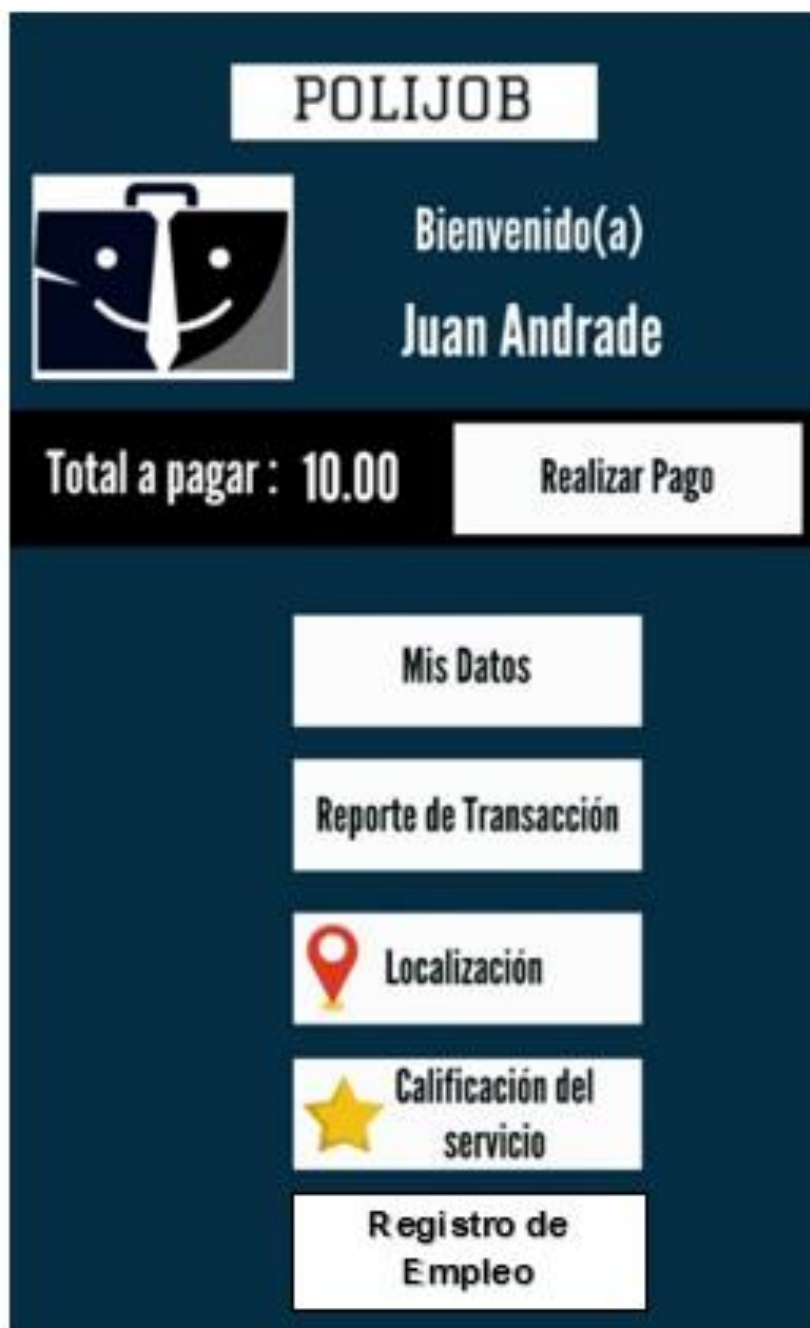 POLIJOB
Bienvenido(a)
Juan Andrade
Total a pagar : 10.00
Realizar Pago
Mis Datos
Reporte de Transacción
Localización
Calificación del
servicio
Registro de
Empleo